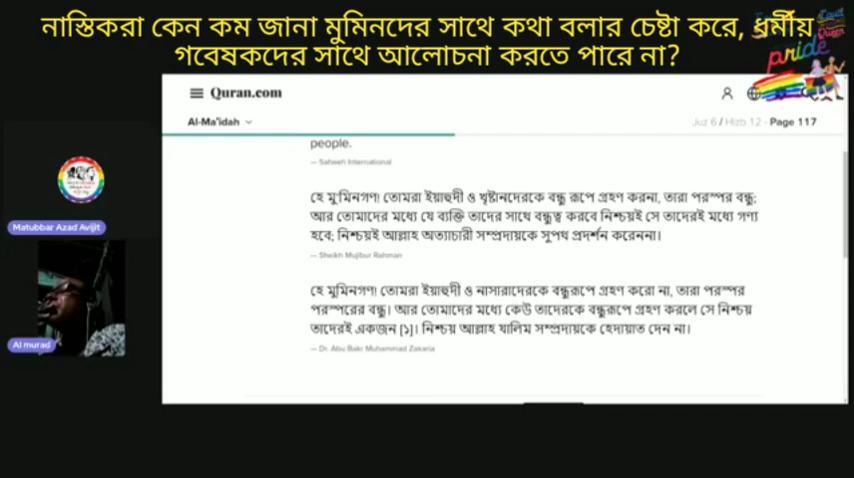 নাস্তিকরা কেন কম জানা মুমিনদের সাথে কথা বলার চেষ্টা করে, ধর্মীয়
গবেষকদের সাথে আলোচনা করতে পারে না?
pride
Queer
Quran.com
Al-Ma'idah
Juz 6 / Hizb 12 - Page 117
people.
— Saheeh International
হে মু'মিনগণ! তোমরা ইয়াহুদী ও খৃষ্টানদেরকে বন্ধু রূপে গ্রহণ করনা, তারা পরস্পর বন্ধু;
আর তোমাদের মধ্যে যে ব্যক্তি তাদের সাথে বন্ধুত্ব করবে নিশ্চয়ই সে তাদেরই মধ্যে গণ্য
হবে; নিশ্চয়ই আল্লাহ অত্যাচারী সম্প্রদায়কে সুপথ প্রদর্শন করেননা।
— Sheikh Mujibur Rahman
হে মুমিনগণ! তোমরা ইয়াহূদী ও নাসারাদেরকে বন্ধুরূপে গ্রহণ করো না, তারা পরস্পর
পরস্পরের বন্ধু। আর তোমাদের মধ্যে কেউ তাদেরকে বন্ধুরূপে গ্রহণ করলে সে নিশ্চয়
তাদেরই একজন [১]। নিশ্চয় আল্লাহ যালিম সম্প্রদায়কে হেদায়াত দেন না।
— Dr. Abu Bakr Muhammad Zakaria
Matubbar Azad Avijit
Al murad